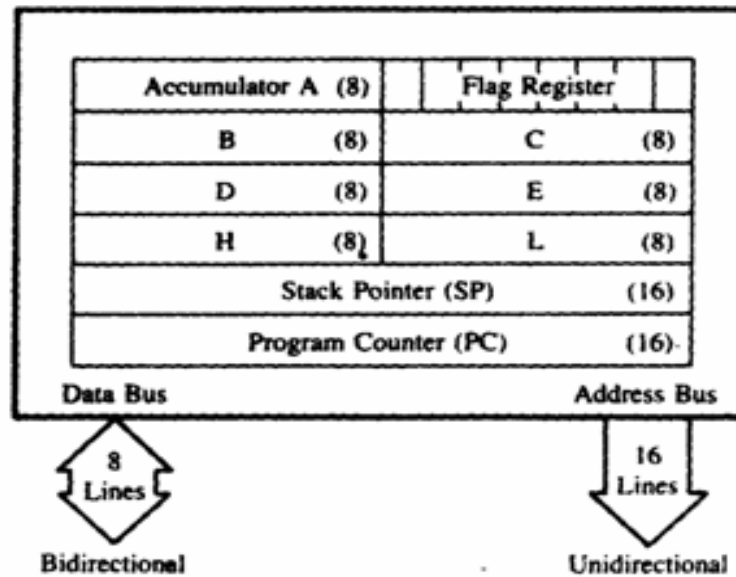 Accumulator A (8) Flag Register
B (8) C (8)
D (8) E (8)
H (8) L (8)
Stack Pointer (SP) (16)
Program Counter (PC) (16)
Data Bus Address Bus
8 16
Lines Lines
Bidirectional Unidirectional